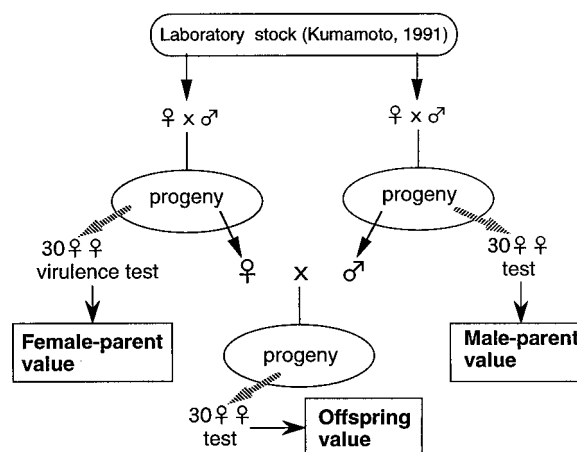 Laboratory stock (Kumamoto, 1991)
♀ x ♂
♀ x ♂
progeny
progeny
30♀♀
virulence test
30♀♀
test
♀ x ♂
Female-parent
value
Male-parent
value
progeny
30♀♀
test
Offspring
value